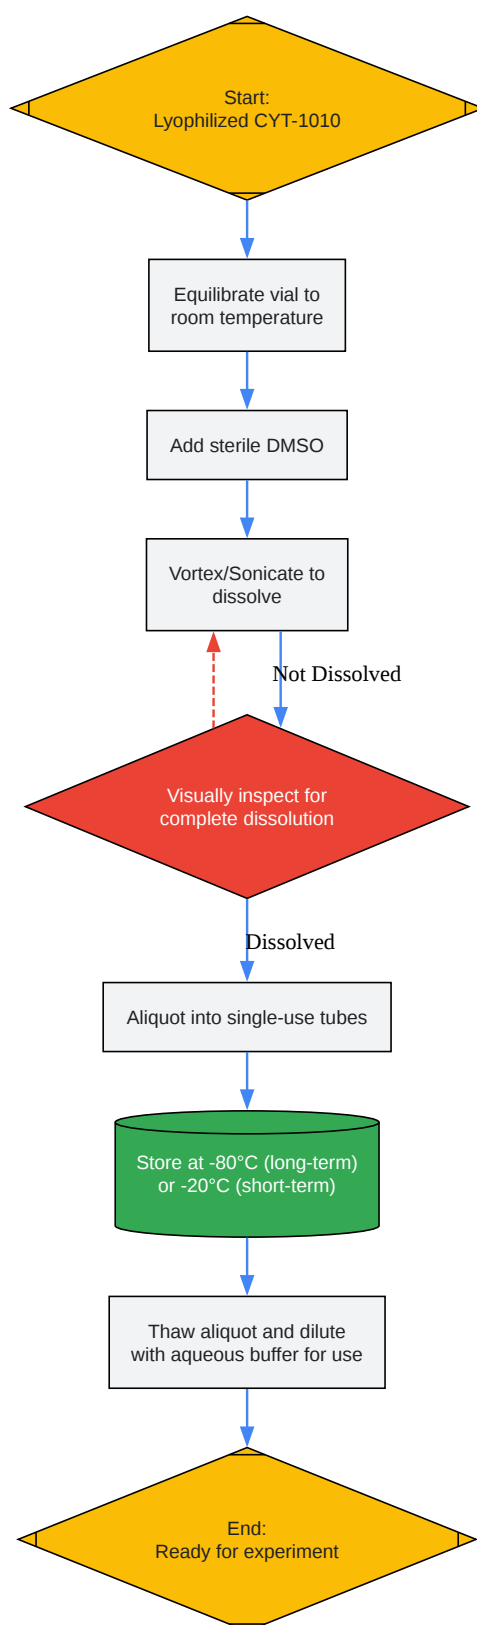 Start:
Lyophilized CYT-1010
Equilibrate vial to
room temperature
Add sterile DMSO
Vortex/Sonicate to
dissolve
Not Dissolved
Visually inspect for
complete dissolution
Dissolved
Aliquot into single-use tubes
Store at -80°C (long-term)
or -20°C (short-term)
Thaw aliquot and dilute
with aqueous buffer for use
End:
Ready for experiment